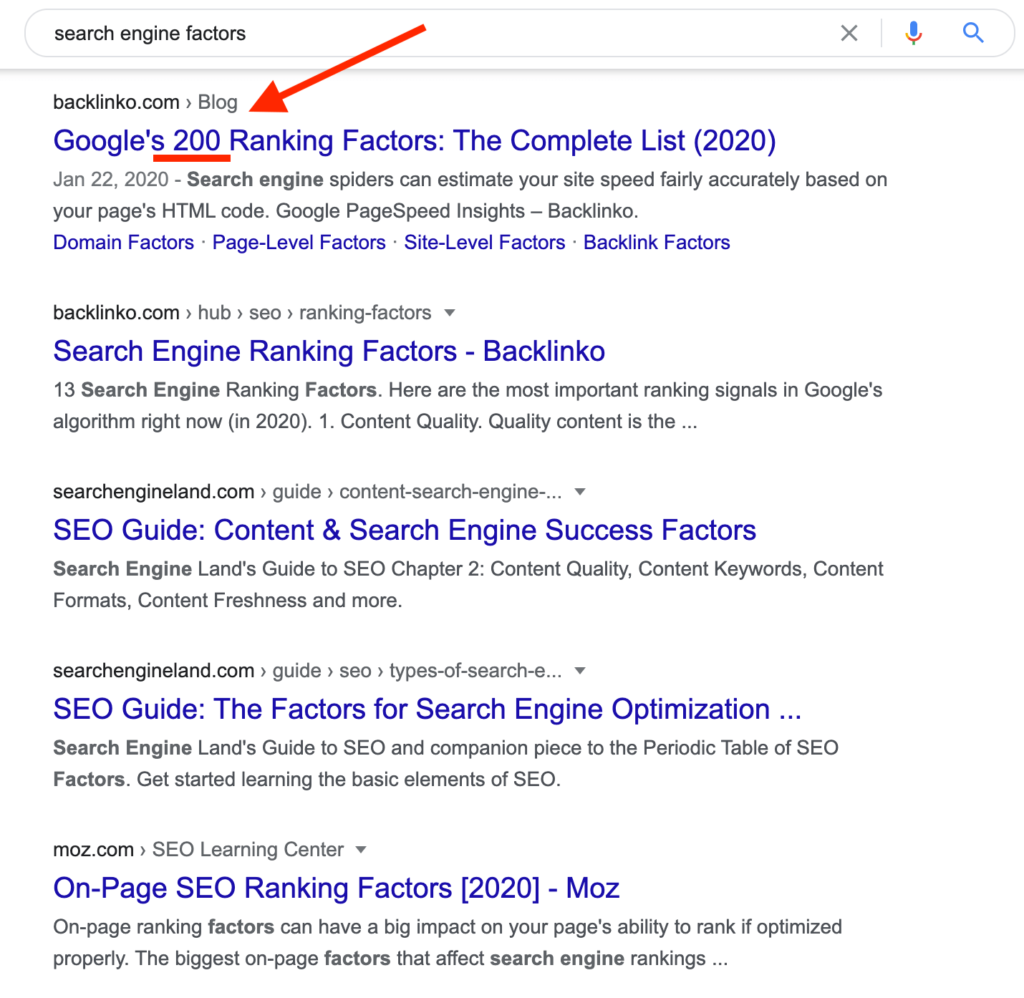 search engine factors
backlinko.com › Blog
Google's 200 Ranking Factors: The Complete List (2020)
Jan 22, 2020 - Search engine spiders can estimate your site speed fairly accurately based on
your page's HTML code. Google PageSpeed Insights – Backlinko.
Domain Factors · Page-Level Factors · Site-Level Factors · Backlink Factors
backlinko.com › hub › seo › ranking-factors
Search Engine Ranking Factors - Backlinko
13 Search Engine Ranking Factors. Here are the most important ranking signals in Google's
algorithm right now (in 2020). 1. Content Quality. Quality content is the ...
searchengineland.com › guide › content-search-engine-...
SEO Guide: Content & Search Engine Success Factors
Search Engine Land's Guide to SEO Chapter 2: Content Quality, Content Keywords, Content
Formats, Content Freshness and more.
searchengineland.com › guide › seo › types-of-search-e...
SEO Guide: The Factors for Search Engine Optimization ...
Search Engine Land's Guide to SEO and companion piece to the Periodic Table of SEO
Factors. Get started learning the basic elements of SEO.
moz.com › SEO Learning Center
On-Page SEO Ranking Factors [2020] - Moz
On-page ranking factors can have a big impact on your page's ability to rank if optimized
properly. The biggest on-page factors that affect search engine rankings ...